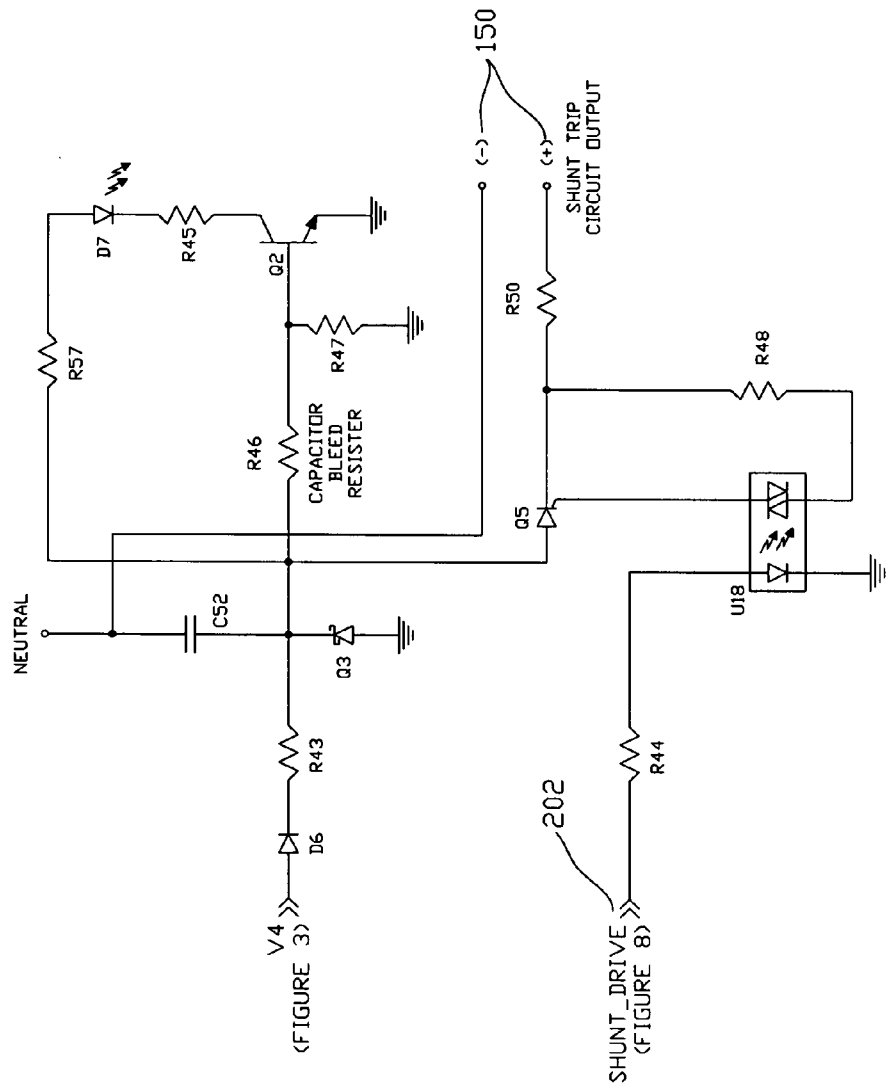 NEUTRAL
R57
D7
R45
C52
R46
CAPACITOR
BLEED
RESISTER
Q2
V4
(FIGURE 3)
D6
R43
Q3
R47
(-)
150
R50
Q5
(+)
SHUNT TRIP
CIRCUIT OUTPUT
202
SHUNT_DRIVE
(FIGURE 8)
R44
U18
R48